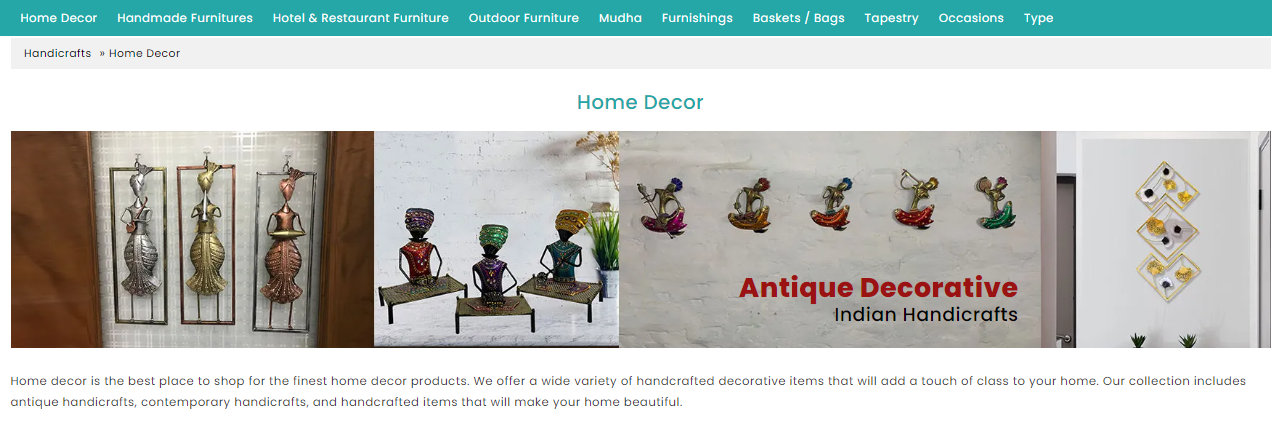 Home Decor Handmade Furnitures Hotel & Restaurant Furniture Outdoor Furniture Mudha Furnishings Baskets / Bags Tapestry Occasions Type
Handicrafts » Home Decor
Home Decor
Antique Decorative
Indian Handicrafts
Home decor is the best place to shop for the finest home decor products. We offer a wide variety of handcrafted decorative items that will add a touch of class to your home. Our collection includes
antique handicrafts, contemporary handicrafts, and handcrafted items that will make your home beautiful.